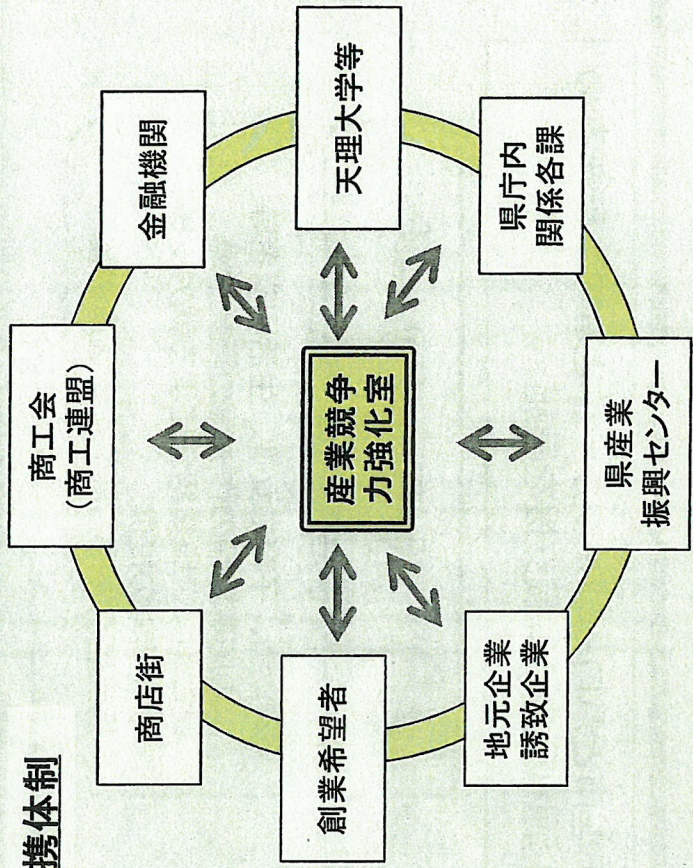 携体制
商工会
（商工連盟）
商店街
金融機関
創業希望者
産業競争
力強化室
天理大学等
地元企業
誘致企業
県庁内
関係各課
県産業
振興センター